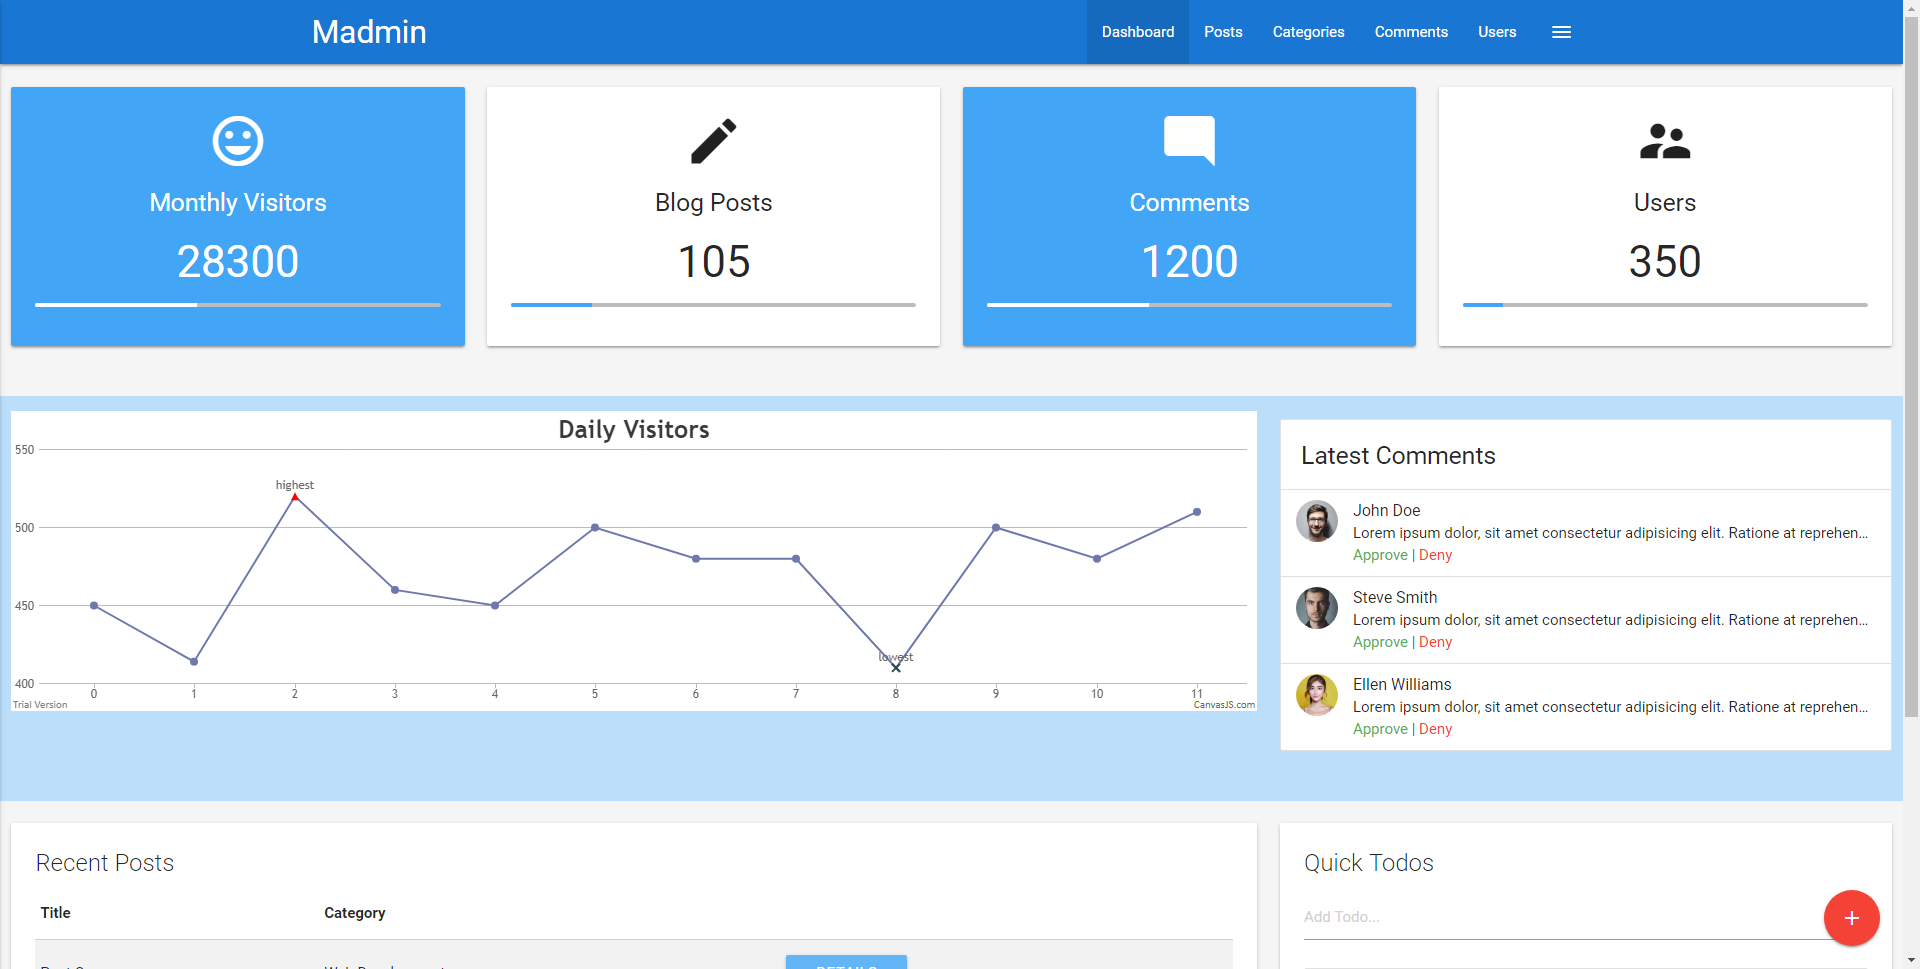 Madmin
Dashboard Posts Categories Comments Users
Monthly Visitors
28300
Blog Posts
105
Comments
1200
Users
350
Daily Visitors
550
500
450
400
highest
lowest
0 1 2 3 4 5 6 7 8 9 10 11
Trial Version
CanvasJS.com
Latest Comments
John Doe
Lorem ipsum dolor, sit amet consectetur adipisicing elit. Ratione at reprehen...
Approve | Deny
Steve Smith
Lorem ipsum dolor, sit amet consectetur adipisicing elit. Ratione at reprehen...
Approve | Deny
Ellen Williams
Lorem ipsum dolor, sit amet consectetur adipisicing elit. Ratione at reprehen...
Approve | Deny
Recent Posts
Title Category
DETAILS
Quick Todos
Add Todo...